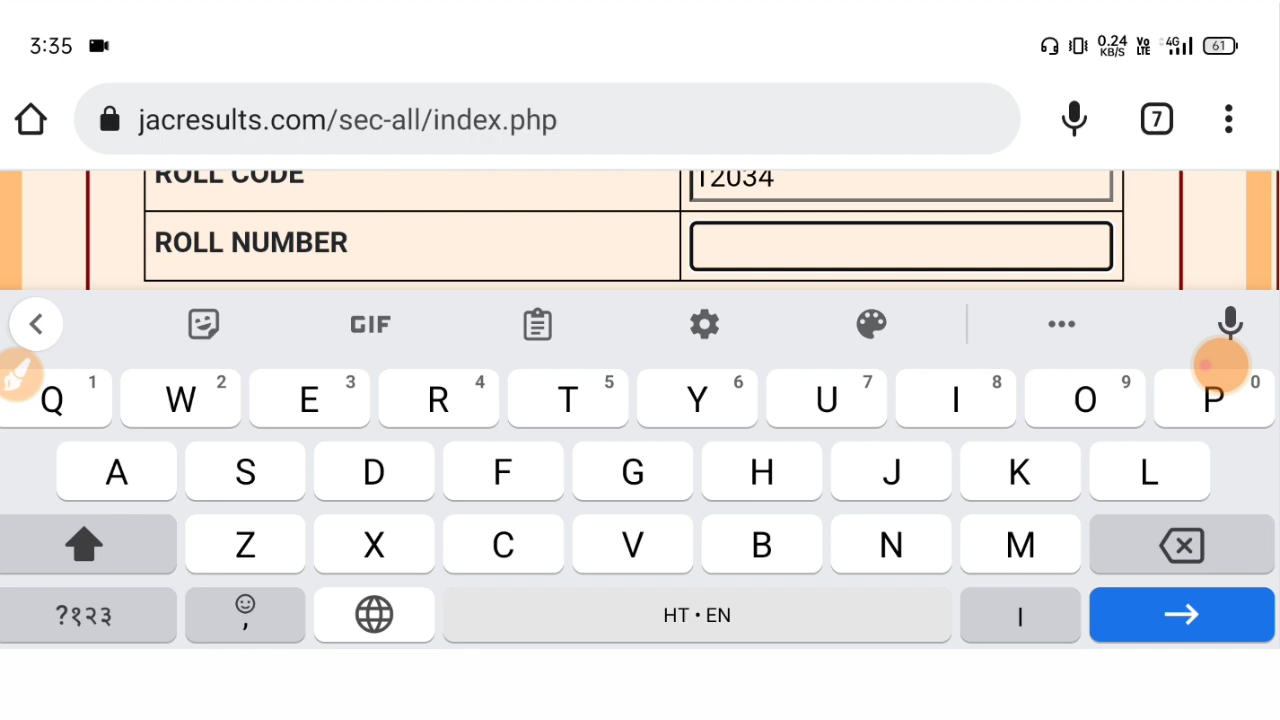 3:35 0.24 KB/S Vo LTE 4G 61
jacresults.com/sec-all/index.php 7
ROLL CODE 12034
ROLL NUMBER
GIF
Q 1 W 2 E 3 R 4 T 5 Y 6 U 7 I 8 O 9 P 0
A S D F G H J K L
Z X C V B N M
?१२३ , HT • EN ।